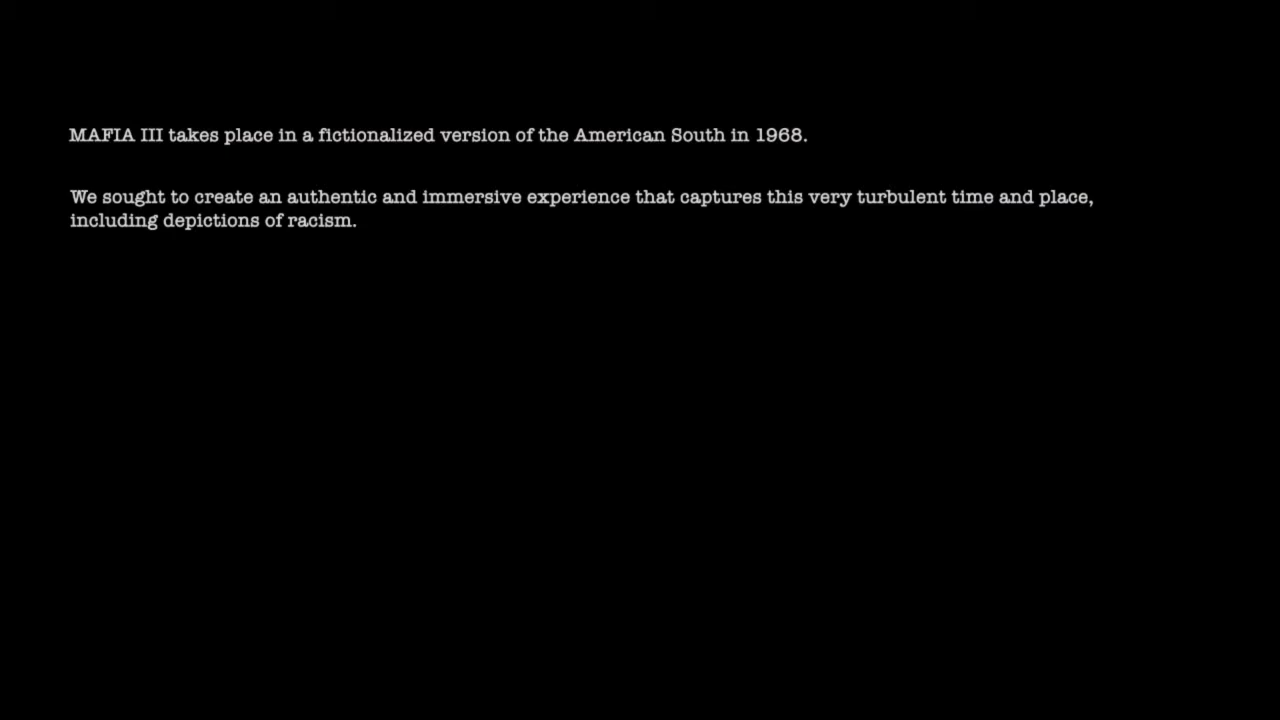 MAFIA III takes place in a fictionalized version of the American South in 1968.
We sought to create an authentic and immersive experience that captures this very turbulent time and place,
including depictions of racism.